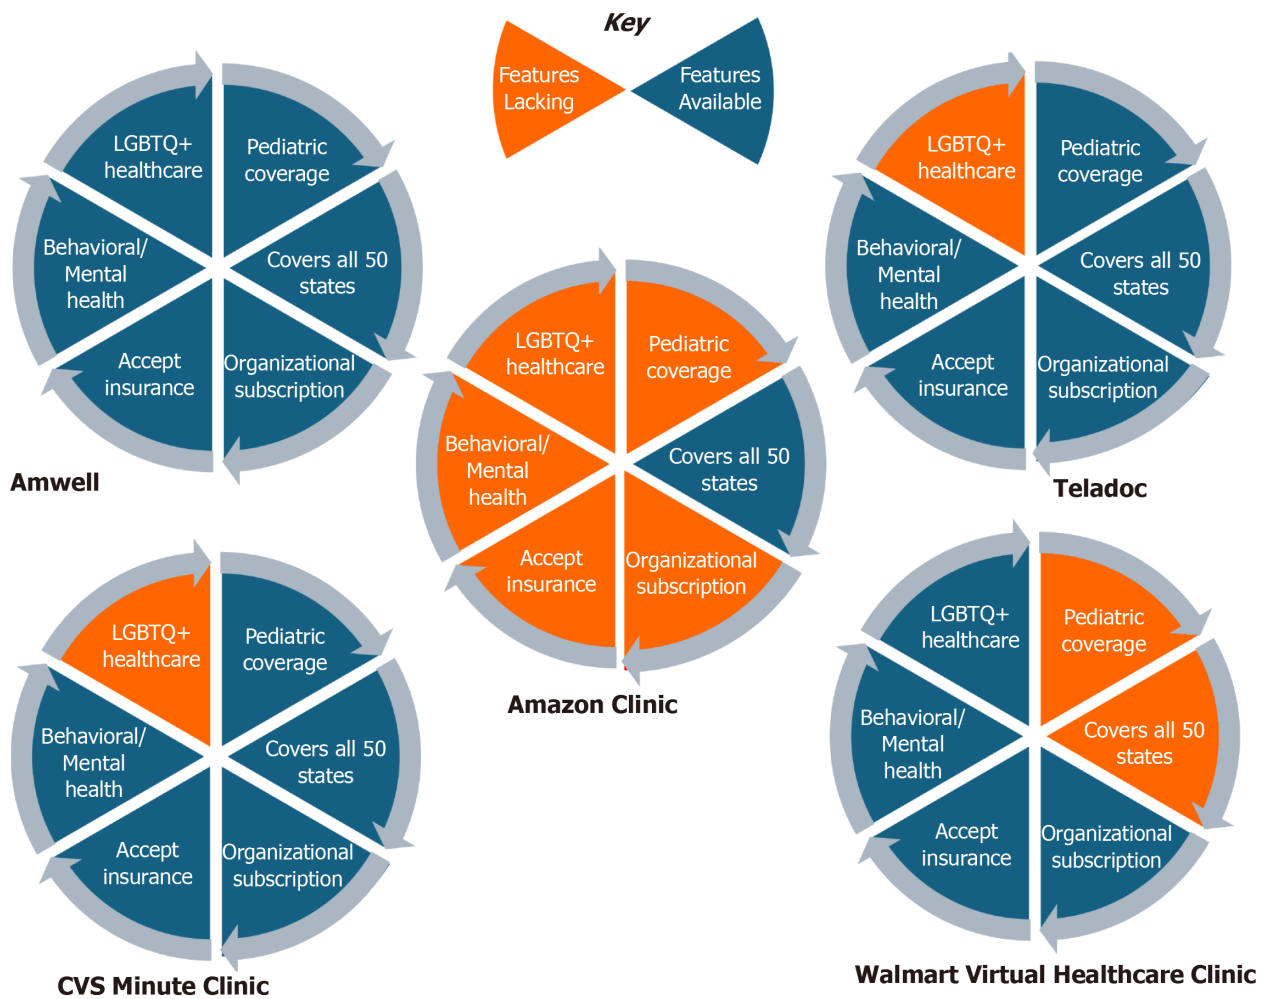 Key
Features
Lacking
Features
Available
LGBTQ+
healthcare
Pediatric
coverage
Behavioral/
Mental
health
Covers all 50
states
Accept
insurance
Organizational
subscription
Amwell
LGBTQ+
healthcare
Pediatric
coverage
Behavioral/
Mental
health
Covers all 50
states
Accept
insurance
Organizational
subscription
Teladoc
LGBTQ+
healthcare
Pediatric
coverage
Behavioral/
Mental
health
Covers all 50
states
Accept
insurance
Organizational
subscription
Amazon Clinic
LGBTQ+
healthcare
Pediatric
coverage
Behavioral/
Mental
health
Covers all 50
states
Accept
insurance
Organizational
subscription
CVS Minute Clinic
LGBTQ+
healthcare
Pediatric
coverage
Behavioral/
Mental
health
Covers all 50
states
Accept
insurance
Organizational
subscription
Walmart Virtual Healthcare Clinic